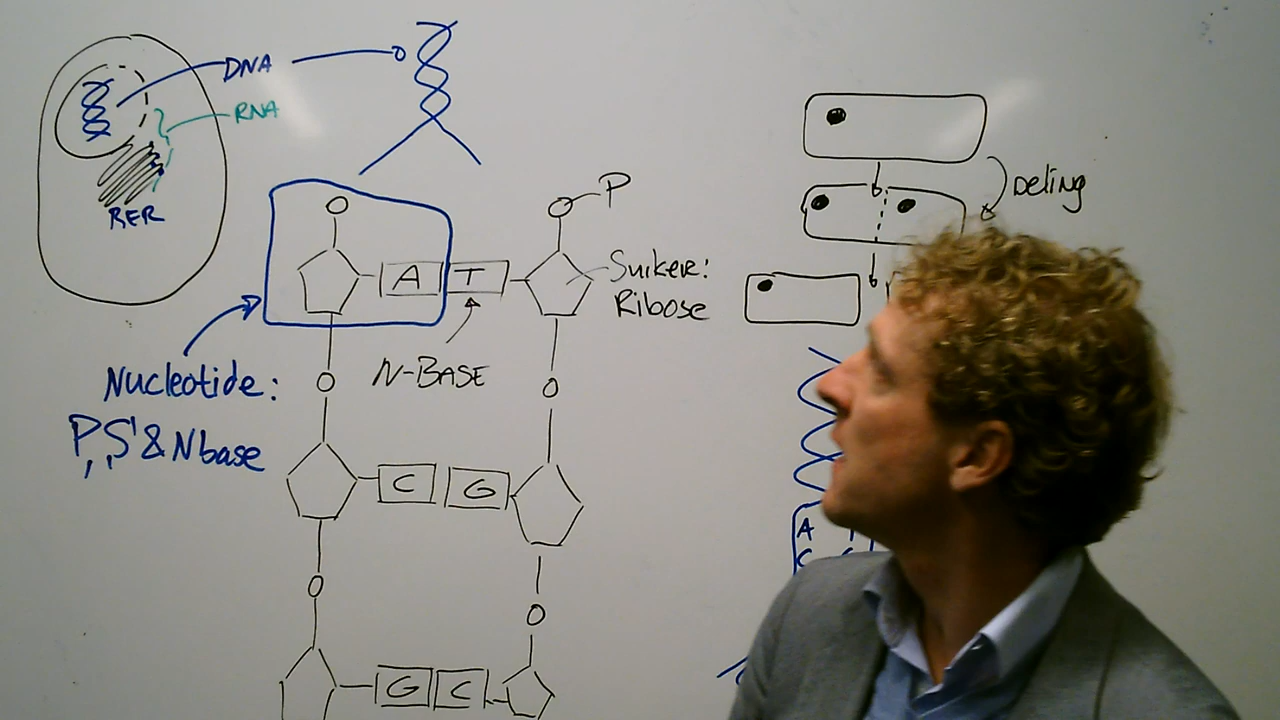 DNA
RNA
RER
P
Deling
A T
Suiker:
Ribose
N-BASE
Nucleotide:
P, S, & Nbase
C G
A
C
G C